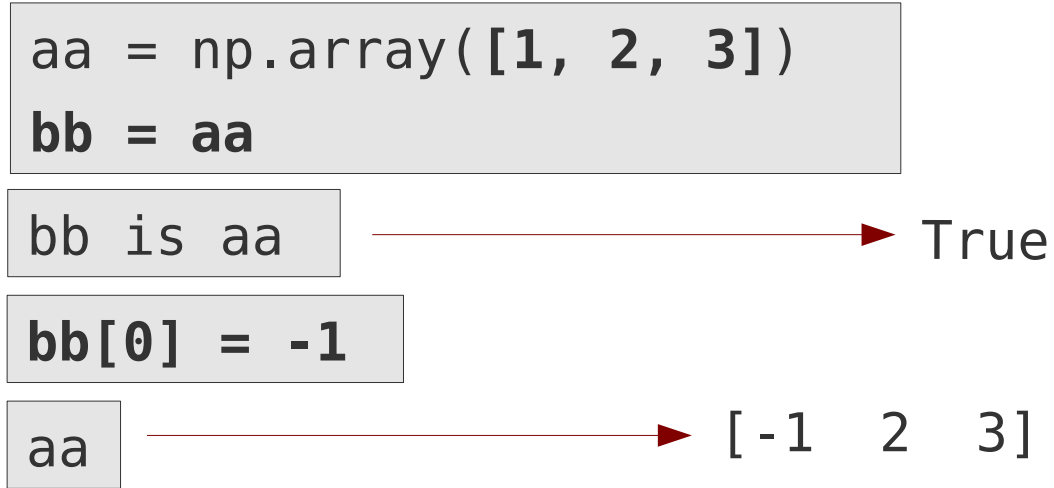 aa = np.array([1, 2, 3])
bb = aa
bb is aa
True
bb[0] = -1
aa
[-1  2  3]